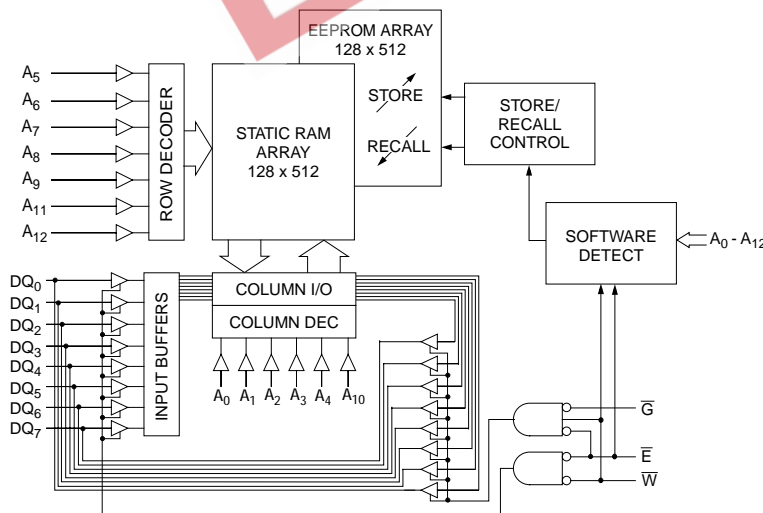 EEPROM ARRAY
128 x 512
STORE
RECALL
STATIC RAM
ARRAY
128 x 512
STORE/
RECALL
CONTROL
A5
A6
A7
A8
A9
A11
A12
ROW DECODER
SOFTWARE
DETECT
A0 - A12
DQ0
DQ1
DQ2
DQ3
DQ4
DQ5
DQ6
DQ7
INPUT BUFFERS
COLUMN I/O
COLUMN DEC
A0 A1 A2 A3 A4 A10
G̅
E̅
W̅